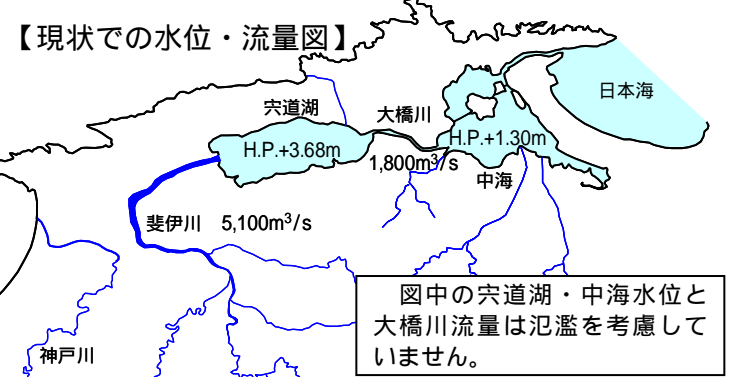 【現状での水位・流量図】
日本海
宍道湖
大橋川
H.P.+3.68m
H.P.+1.30m
1,800m³/s
中海
斐伊川 5,100m³/s
神戸川
図中の宍道湖・中海水位と
大橋川流量は氾濫を考慮して
いません。